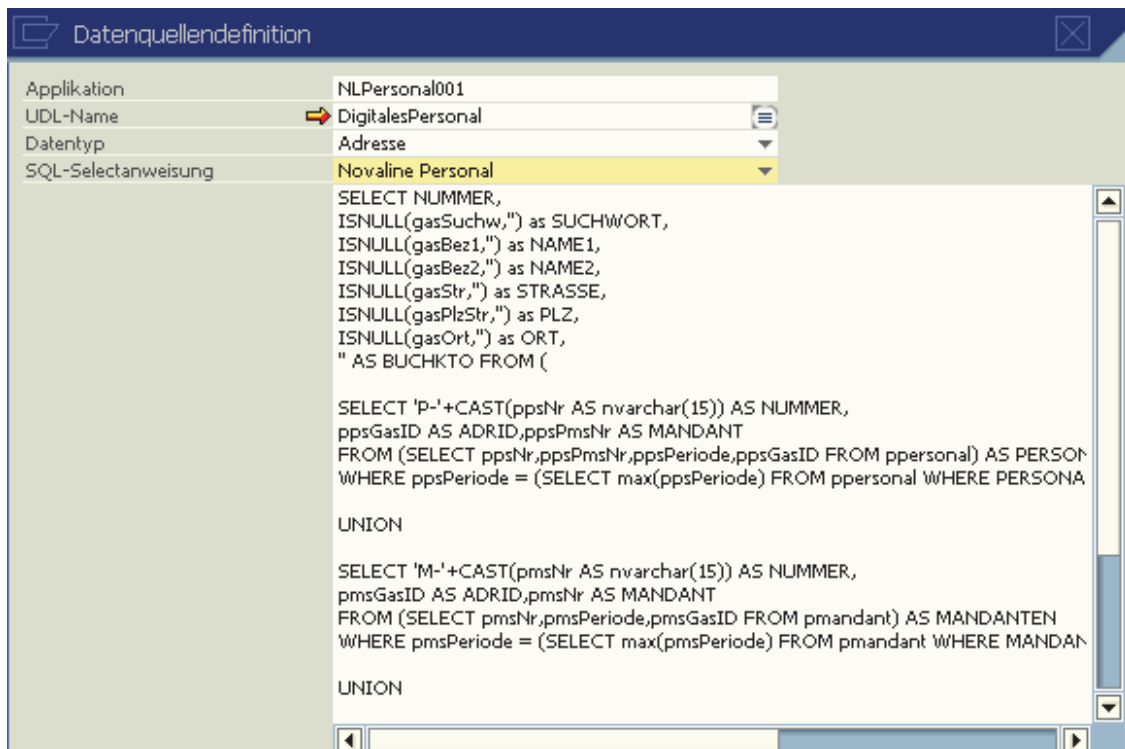 Datenquellendefinition
Applikation NLPersonal001
UDL-Name DigitalesPersonal
Datentyp Adresse
SQL-Selectanweisung Novaline Personal
SELECT NUMMER,
ISNULL(gasSuchw,'') as SUCHWORT,
ISNULL(gasBez1,'') as NAME1,
ISNULL(gasBez2,'') as NAME2,
ISNULL(gasStr,'') as STRASSE,
ISNULL(gasPlzStr,'') as PLZ,
ISNULL(gasOrt,'') as ORT,
'' AS BUCHKTO FROM (
SELECT 'P-'+CAST(ppsNr AS nvarchar(15)) AS NUMMER,
ppsGasID AS ADRID,ppsPmsNr AS MANDANT
FROM (SELECT ppsNr,ppsPmsNr,ppsPeriode,ppsGasID FROM ppersonal) AS PERSON
WHERE ppsPeriode = (SELECT max(ppsPeriode) FROM ppersonal WHERE PERSONA
UNION
SELECT 'M-'+CAST(pmsNr AS nvarchar(15)) AS NUMMER,
pmsGasID AS ADRID,pmsNr AS MANDANT
FROM (SELECT pmsNr,pmsPeriode,pmsGasID FROM pmandant) AS MANDANTEN
WHERE pmsPeriode = (SELECT max(pmsPeriode) FROM pmandant WHERE MANDAN
UNION